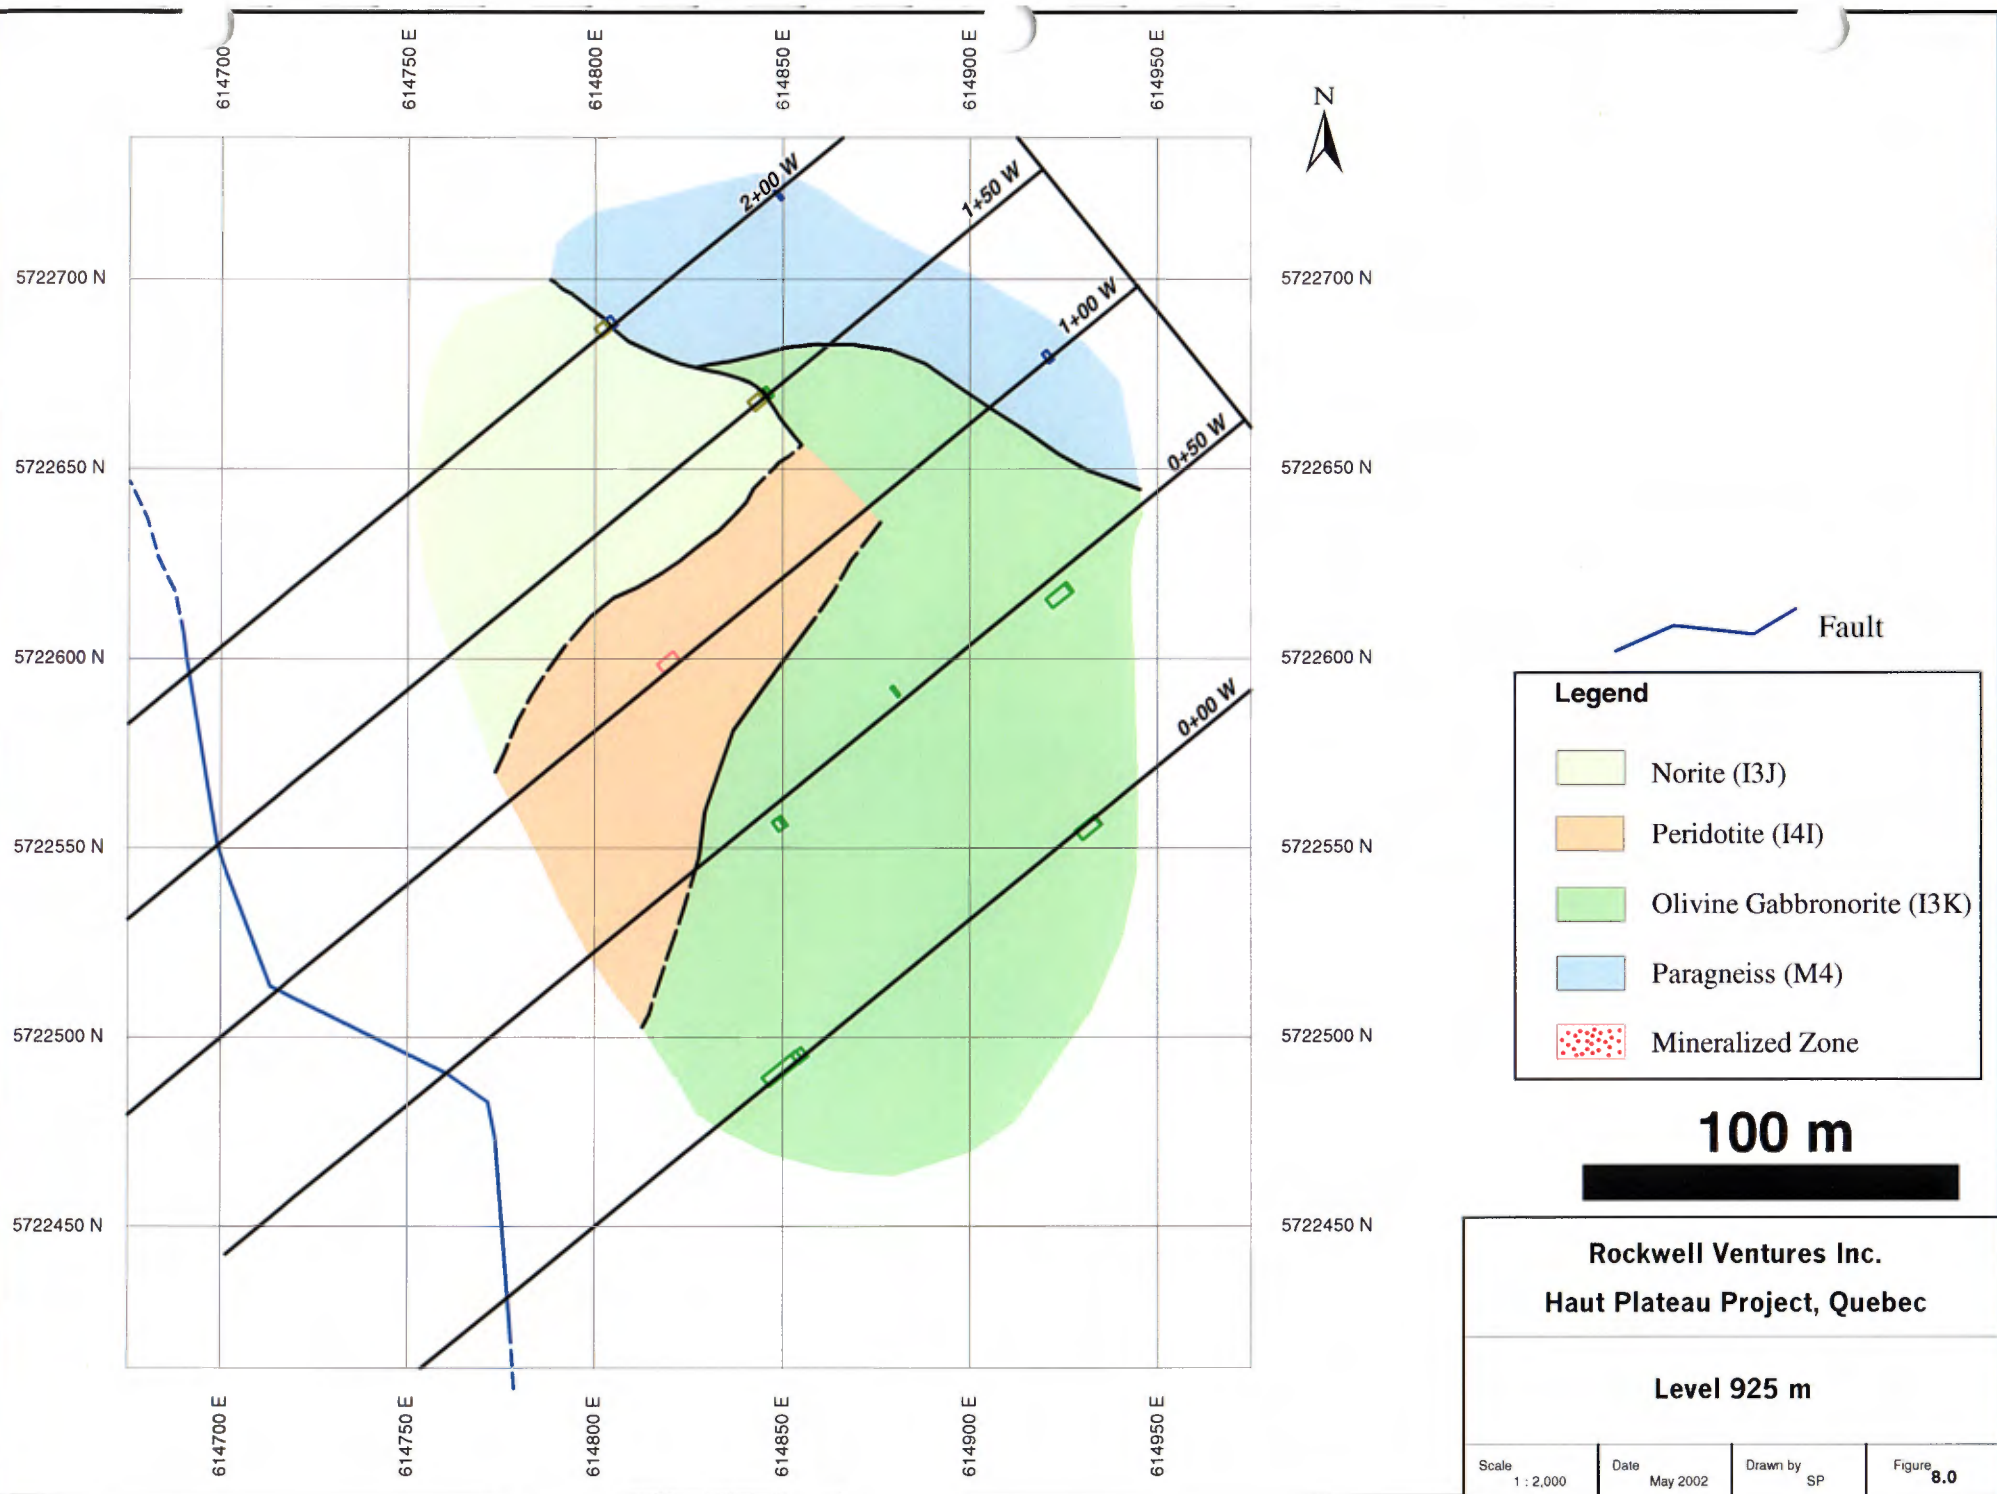 614700
614750 E
614800 E
614850 E
614900 E
614950 E
N
2+00 W
1+50 W
1+00 W
0+50 W
0+00 W
5722700 N
5722700 N
5722650 N
5722650 N
5722600 N
5722600 N
5722550 N
5722550 N
5722500 N
5722500 N
5722450 N
5722450 N
614700 E
614750 E
614800 E
614850 E
614900 E
614950 E
Fault
Legend
Norite (I3J)
Peridotite (I4I)
Olivine Gabbronorite (I3K)
Paragneiss (M4)
Mineralized Zone
100 m
Rockwell Ventures Inc.
Haut Plateau Project, Quebec
Level 925 m
Scale
1 : 2,000
Date
May 2002
Drawn by
SP
Figure
8.0